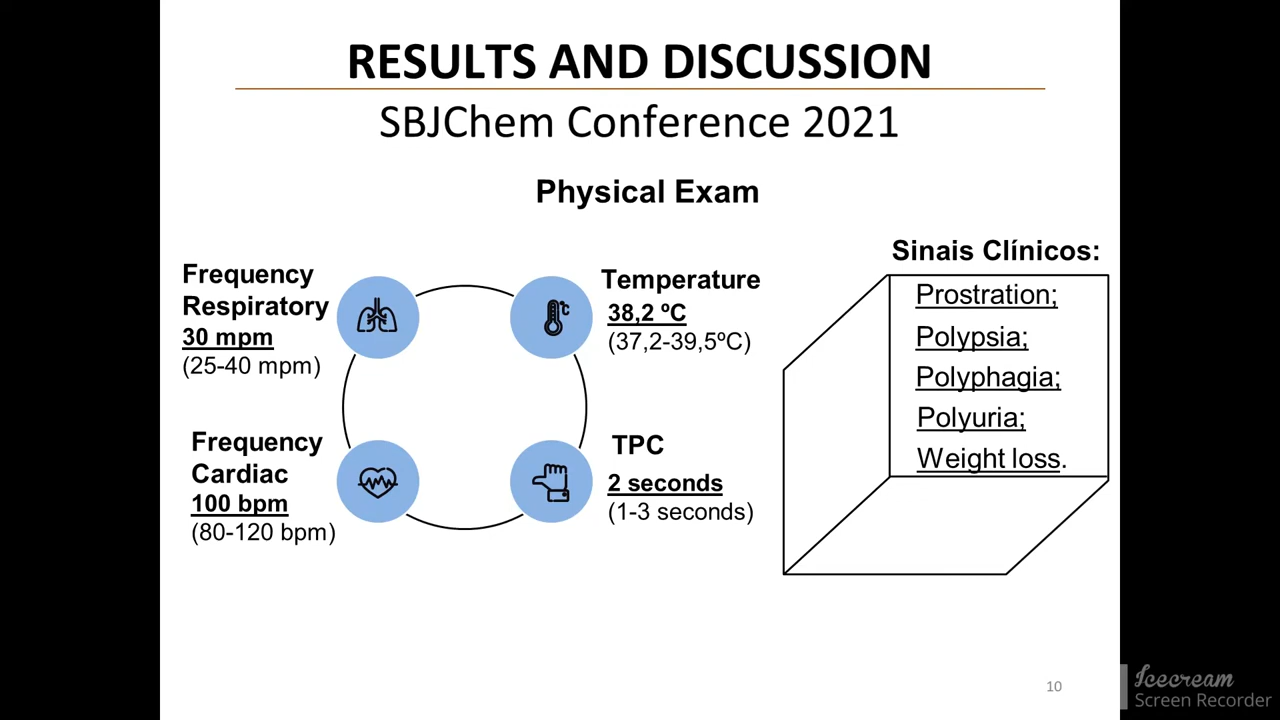 RESULTS AND DISCUSSION
SBJChem Conference 2021
Physical Exam
Frequency
Respiratory
30 mpm
(25-40 mpm)
Temperature
38,2 ºC
(37,2-39,5ºC)
°C
Frequency
Cardiac
100 bpm
(80-120 bpm)
TPC
2 seconds
(1-3 seconds)
Sinais Clínicos:
Prostration;
Polypsia;
Polyphagia;
Polyuria;
Weight loss.
10
Icecream
Screen Recorder